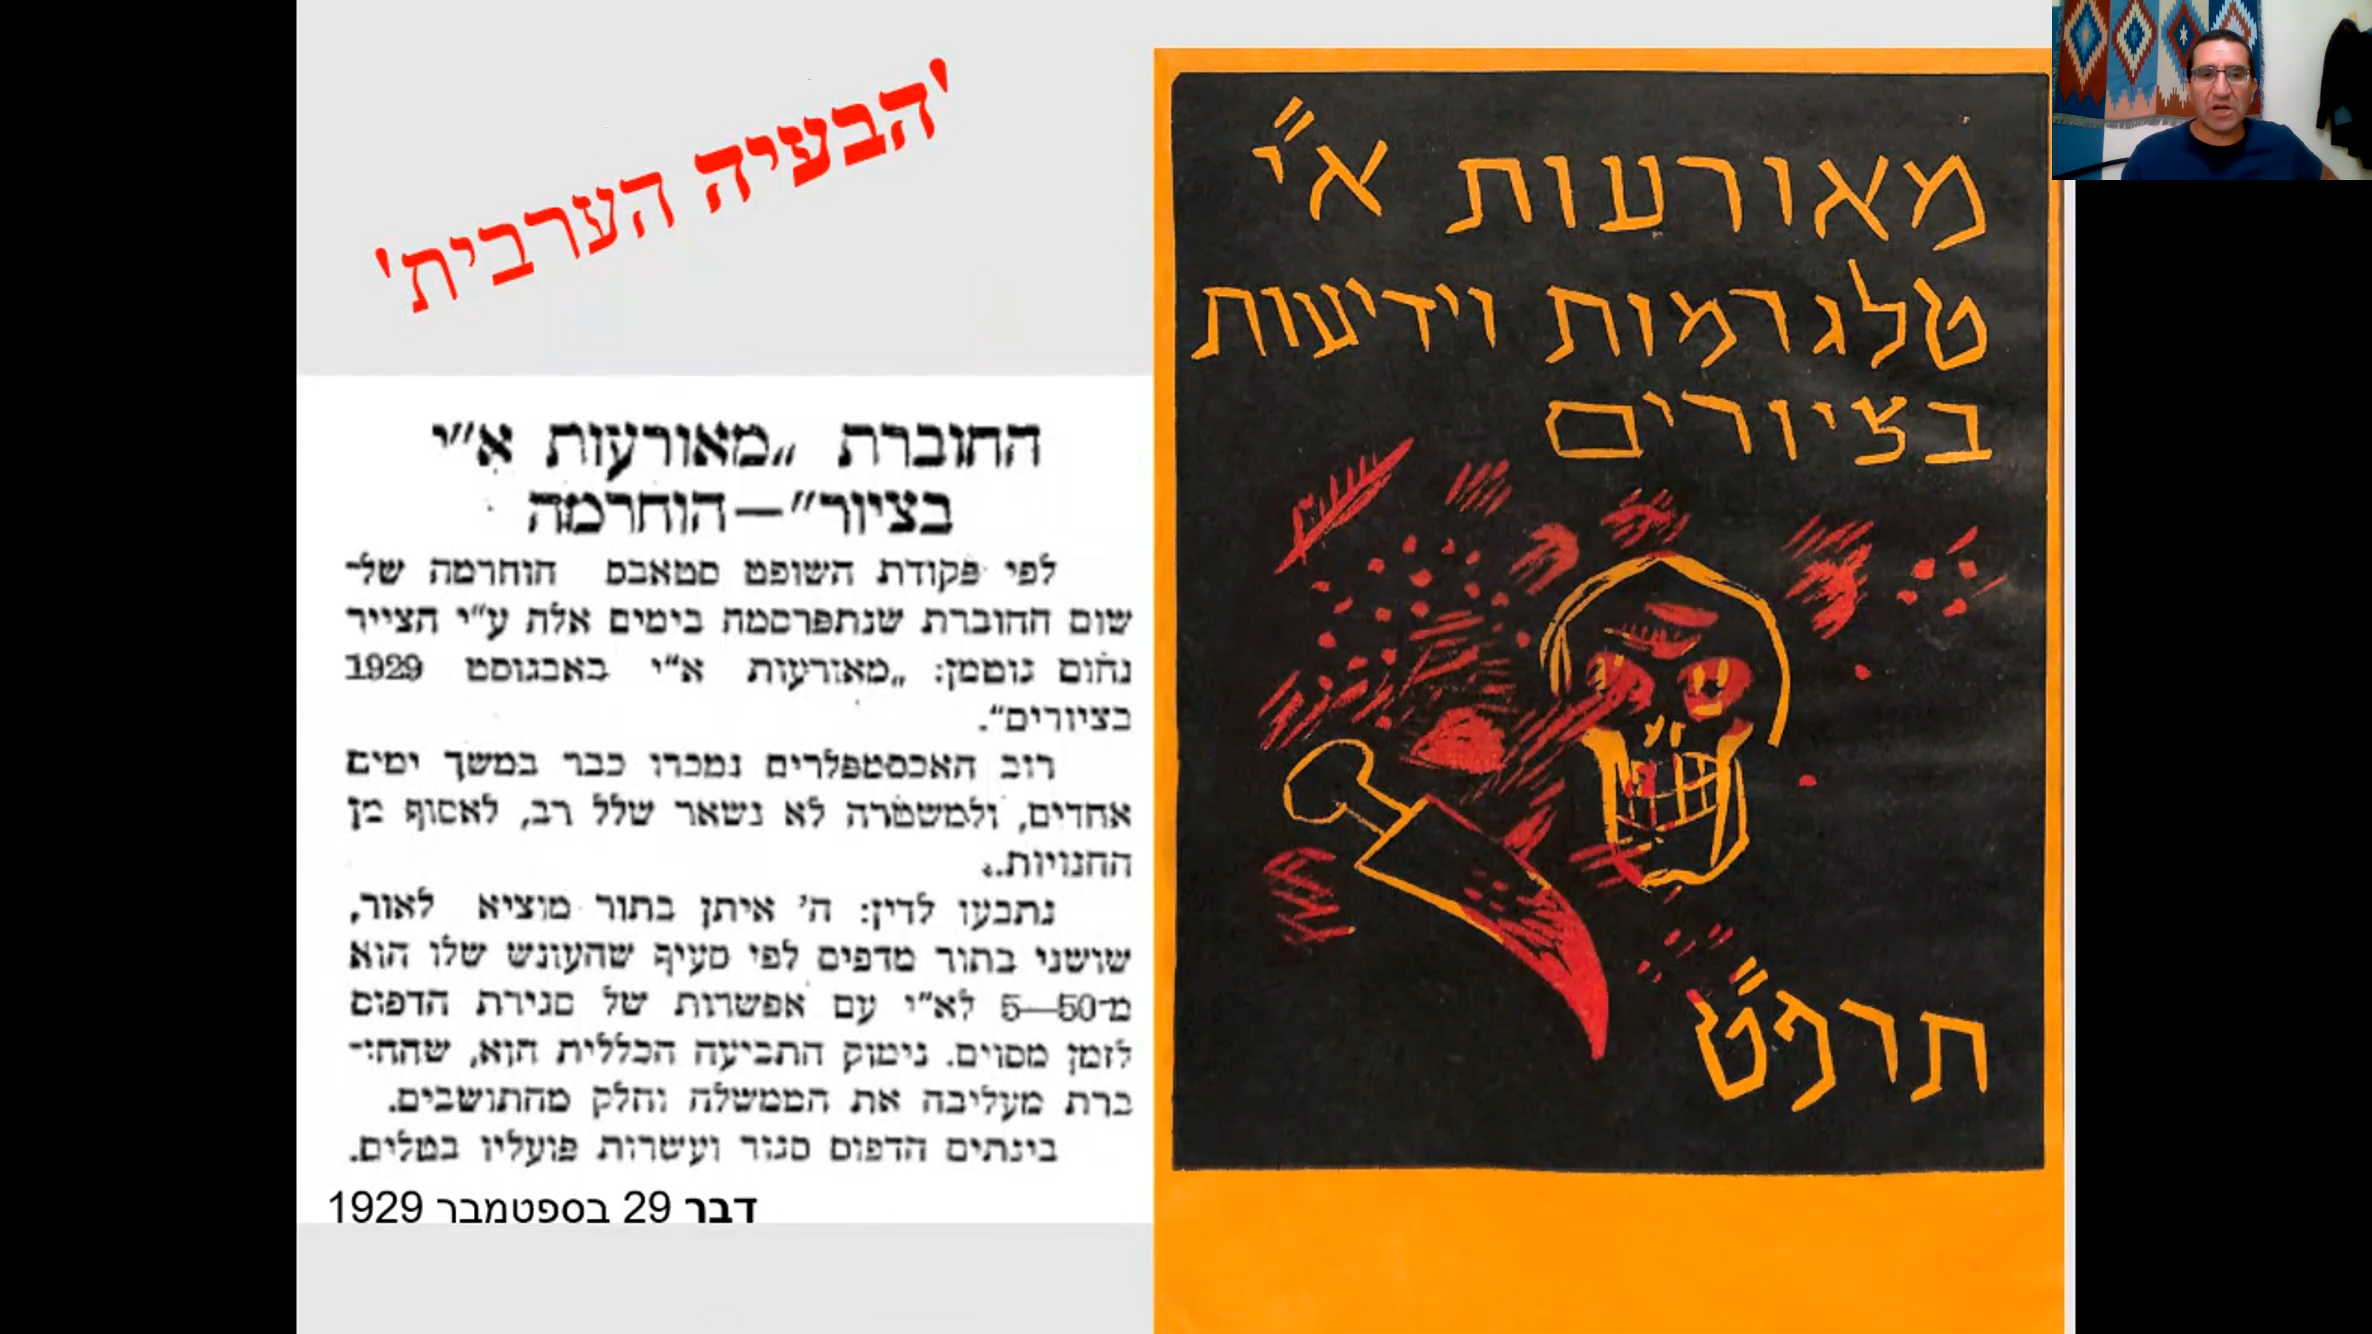 'הבעיה הערבית'
החוברת „מאורעות א"י
בציור"—הוחרמה
לפי פקודת השופט סטאבס הוחרמה של־
שום החוברת שנתפרסמה בימים אלה ע"י הצייר
נחום גוטמן: „מאורעות א"י באבגוסט 1929
בציורים".
רוב האכסטפלרים נמכרו כבר במשך ימים
אחדים, ולמשטרה לא נשאר שלל רב, לאסוף מן
החנויות..
נתבעו לדין: ה' איתן בתור מוציא לאור,
שושני בתור מדפים לפי סעיף שהעונש שלו הוא
מ־50—5 לא"י עם אפשרות של סגירת הדפוס
לזמן מסוים. נימוק התביעה הכללית הוא, שהחו־
ברת מעליבה את הממשלה וחלק מהתושבים.
בינתים הדפוס סגור ועשרות פועליו בטלים.
דבר 29 בספטמבר 1929
מאורעות א"י
טלגרמות וידיעות
בציורים
תרפ"ט